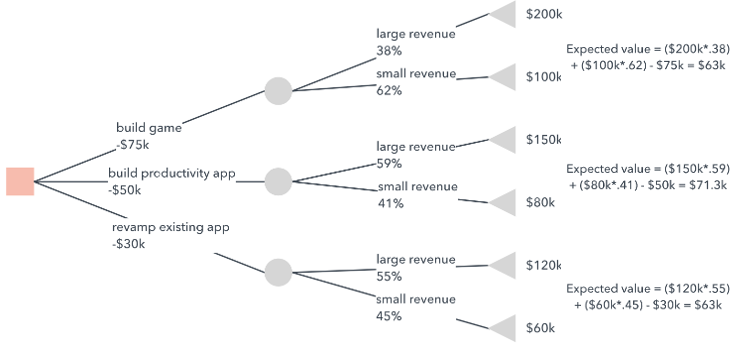 $200k
large revenue
38%
Expected value = ($200k*.38)
+ ($100k*.62) - $75k = $63k
small revenue
62%
$100k
build game
-$75k
$150k
large revenue
59%
Expected value = ($150k*.59)
+ ($80k*.41) - $50k = $71.3k
build productivity app
-$50k
small revenue
41%
$80k
revamp existing app
-$30k
large revenue
55%
$120k
Expected value = ($120k*.55)
+ ($60k*.45) - $30k = $63k
small revenue
45%
$60k